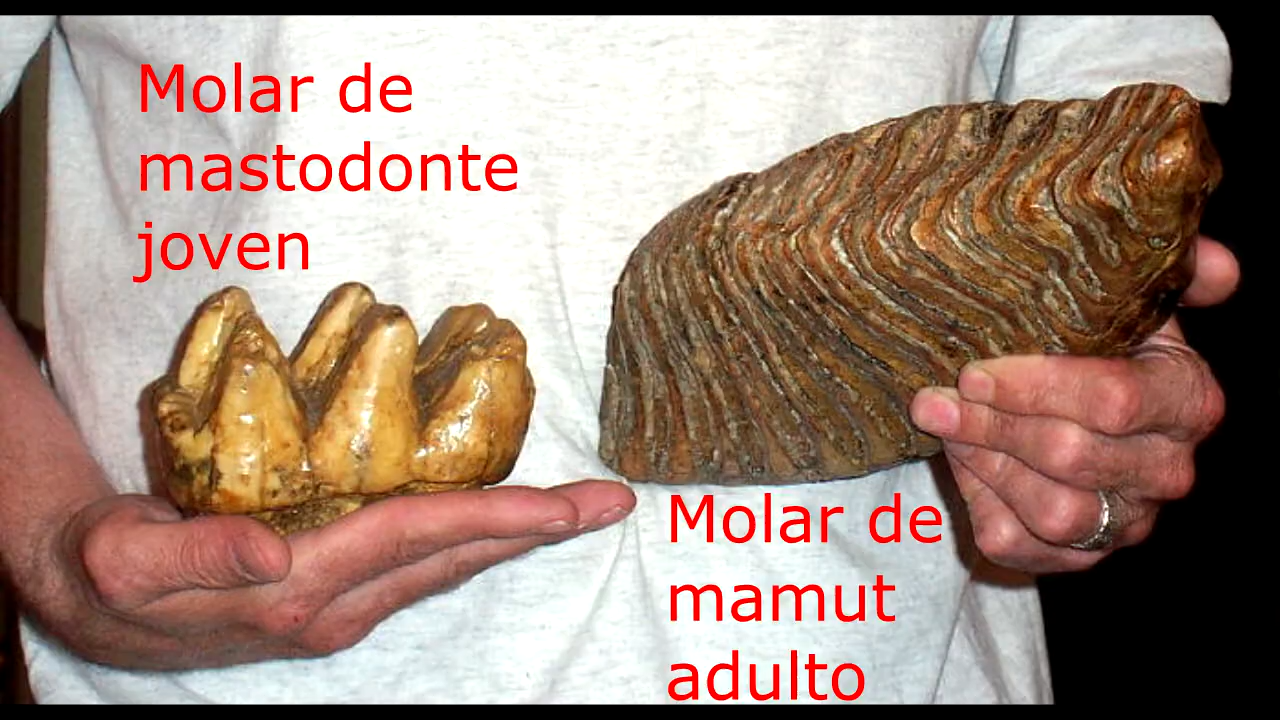 Molar de
mastodonte
joven
Molar de
mamut
adulto